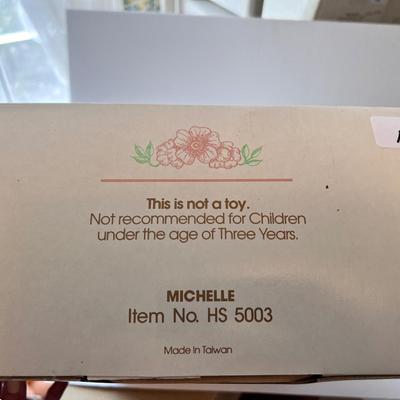 This is not a toy.
Not recommended for Children
under the age of Three Years.
MICHELLE
Item No. HS 5003
Made In Taiwan